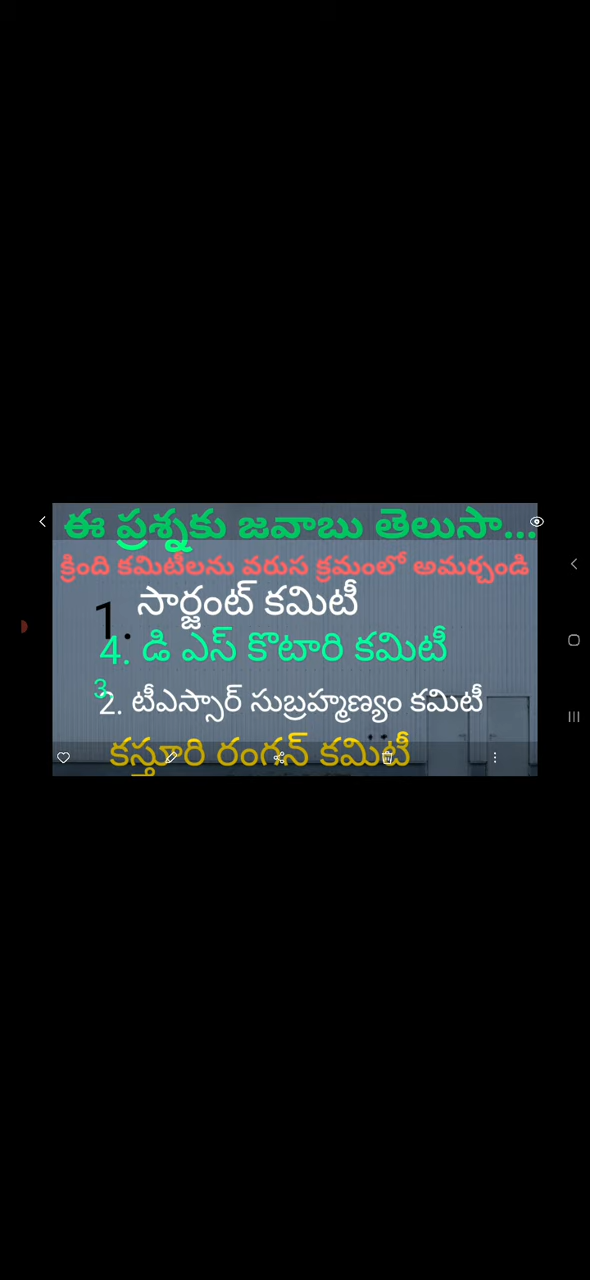 ఈ ప్రశ్నకు జవాబు తెలుసా...
క్రింది కమిటీలను వరుస క్రమంలో అమర్చండి
1. సార్జంట్ కమిటీ
4. డి ఎస్ కొటారి కమిటీ
3.
2. టీఎస్సార్ సుబ్రహ్మణ్యం కమిటీ
కస్తూరి రంగన్ కమిటీ